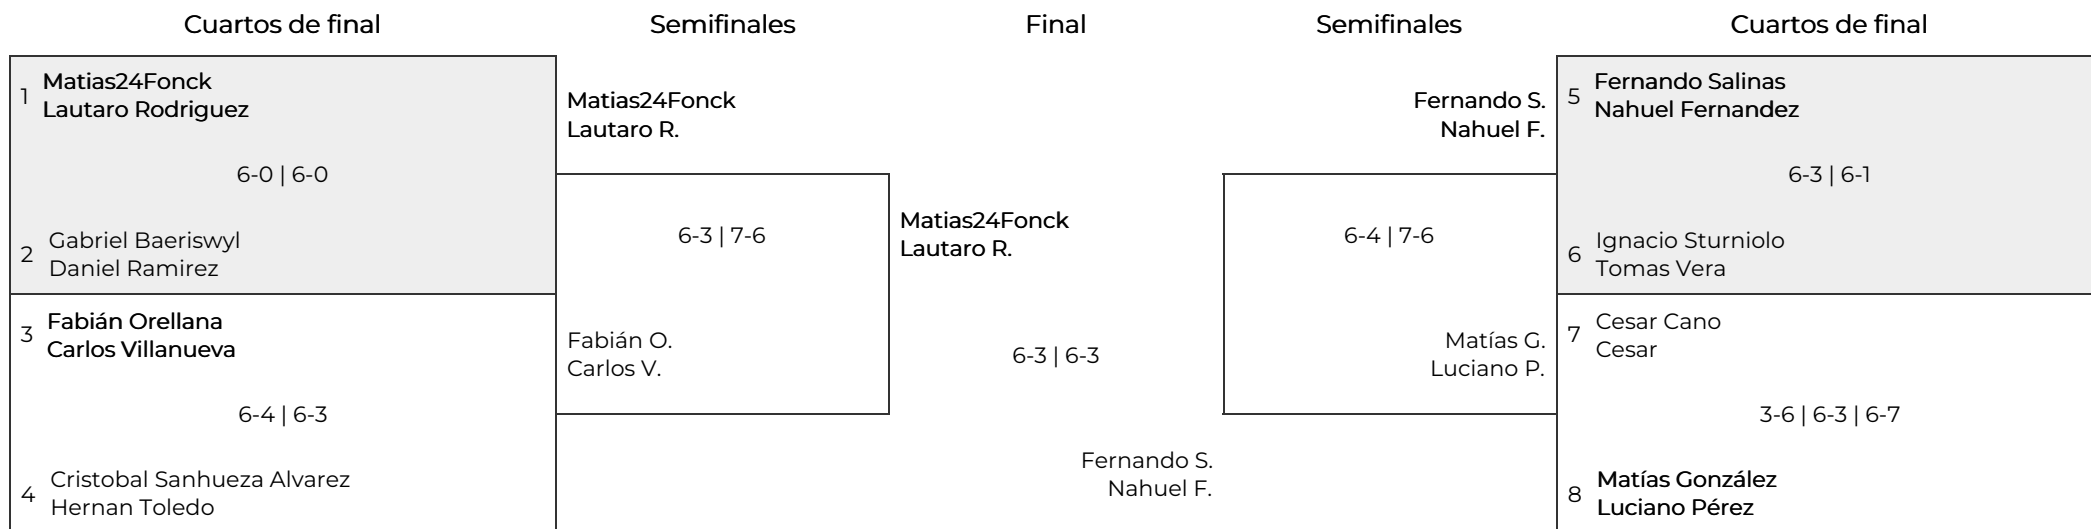 Cuartos de final
Semifinales
Final
Semifinales
Cuartos de final
1
Matias24Fonck
Lautaro Rodriguez
6-0 | 6-0
2
Gabriel Baeriswyl
Daniel Ramirez
3
Fabián Orellana
Carlos Villanueva
6-4 | 6-3
4
Cristobal Sanhueza Alvarez
Hernan Toledo
Matias24Fonck
Lautaro R.
6-3 | 7-6
Fabián O.
Carlos V.
Matias24Fonck
Lautaro R.
6-3 | 6-3
Fernando S.
Nahuel F.
Fernando S.
Nahuel F.
6-4 | 7-6
Matías G.
Luciano P.
5
Fernando Salinas
Nahuel Fernandez
6-3 | 6-1
6
Ignacio Sturniolo
Tomas Vera
7
Cesar Cano
Cesar
3-6 | 6-3 | 6-7
8
Matías González
Luciano Pérez